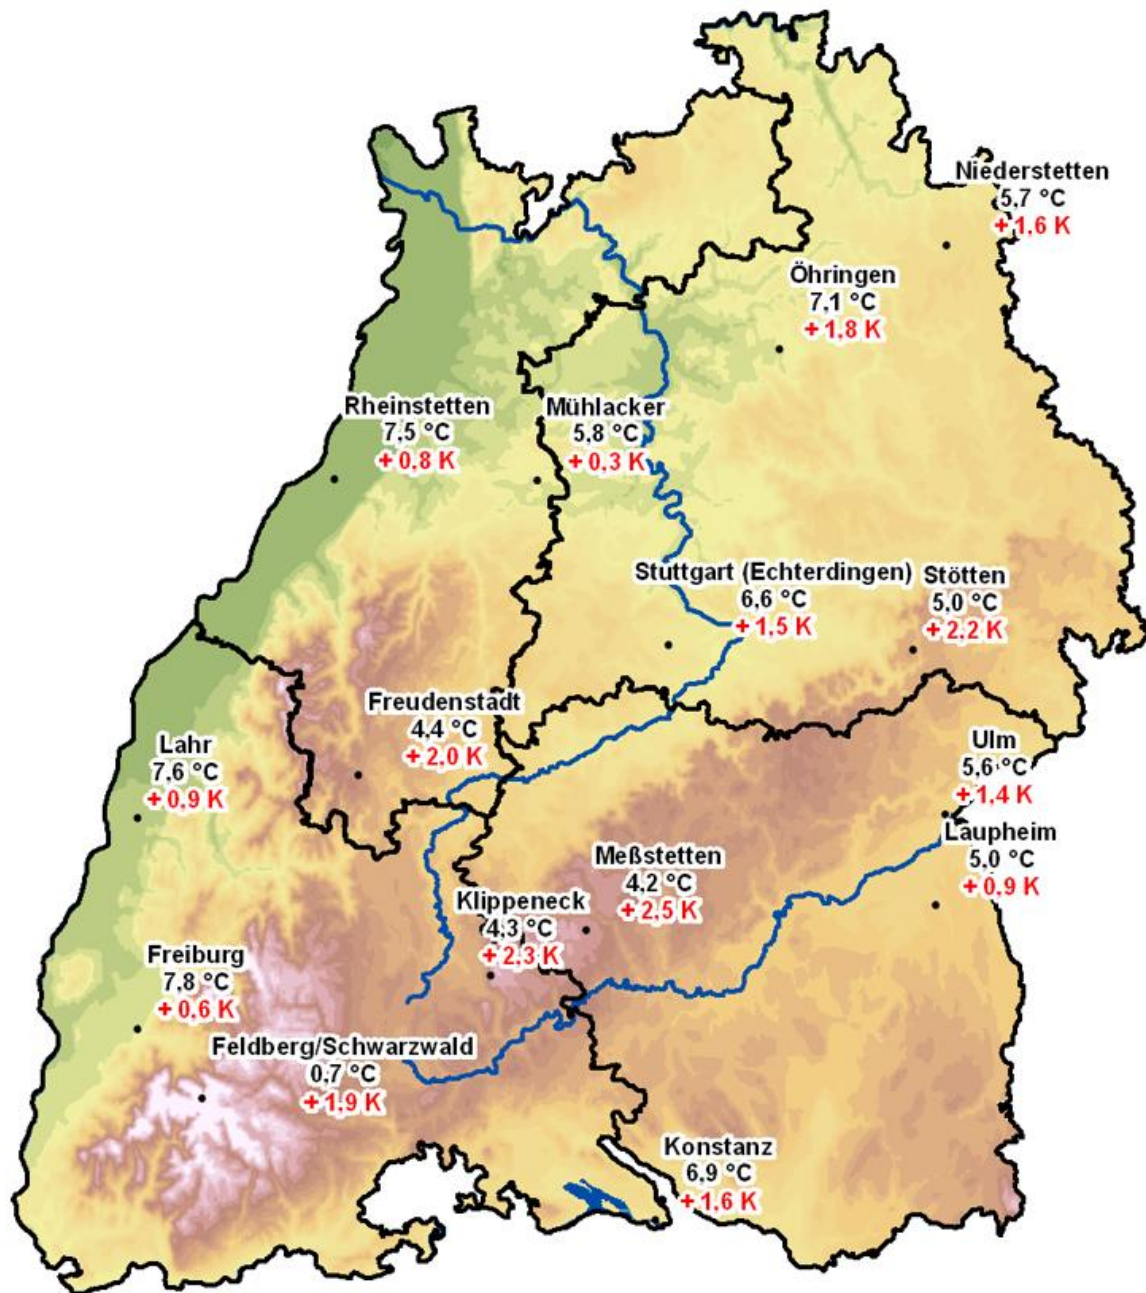 Niederstetten
5,7 °C
+ 1,6 K
Öhringen
7,1 °C
+ 1,8 K
Rheinstetten
7,5 °C
+ 0,8 K
Mühlacker
5,8 °C
+ 0,3 K
Stuttgart (Echterdingen)
6,6 °C
+ 1,5 K
Stötten
5,0 °C
+ 2,2 K
Freudenstadt
4,4 °C
+ 2,0 K
Lahr
7,6 °C
+ 0,9 K
Ulm
5,6 °C
+ 1,4 K
Laupheim
5,0 °C
+ 0,9 K
Meßstetten
4,2 °C
+ 2,5 K
Klippeneck
4,3 °C
+ 2,3 K
Freiburg
7,8 °C
+ 0,6 K
Feldberg/Schwarzwald
0,7 °C
+ 1,9 K
Konstanz
6,9 °C
+ 1,6 K